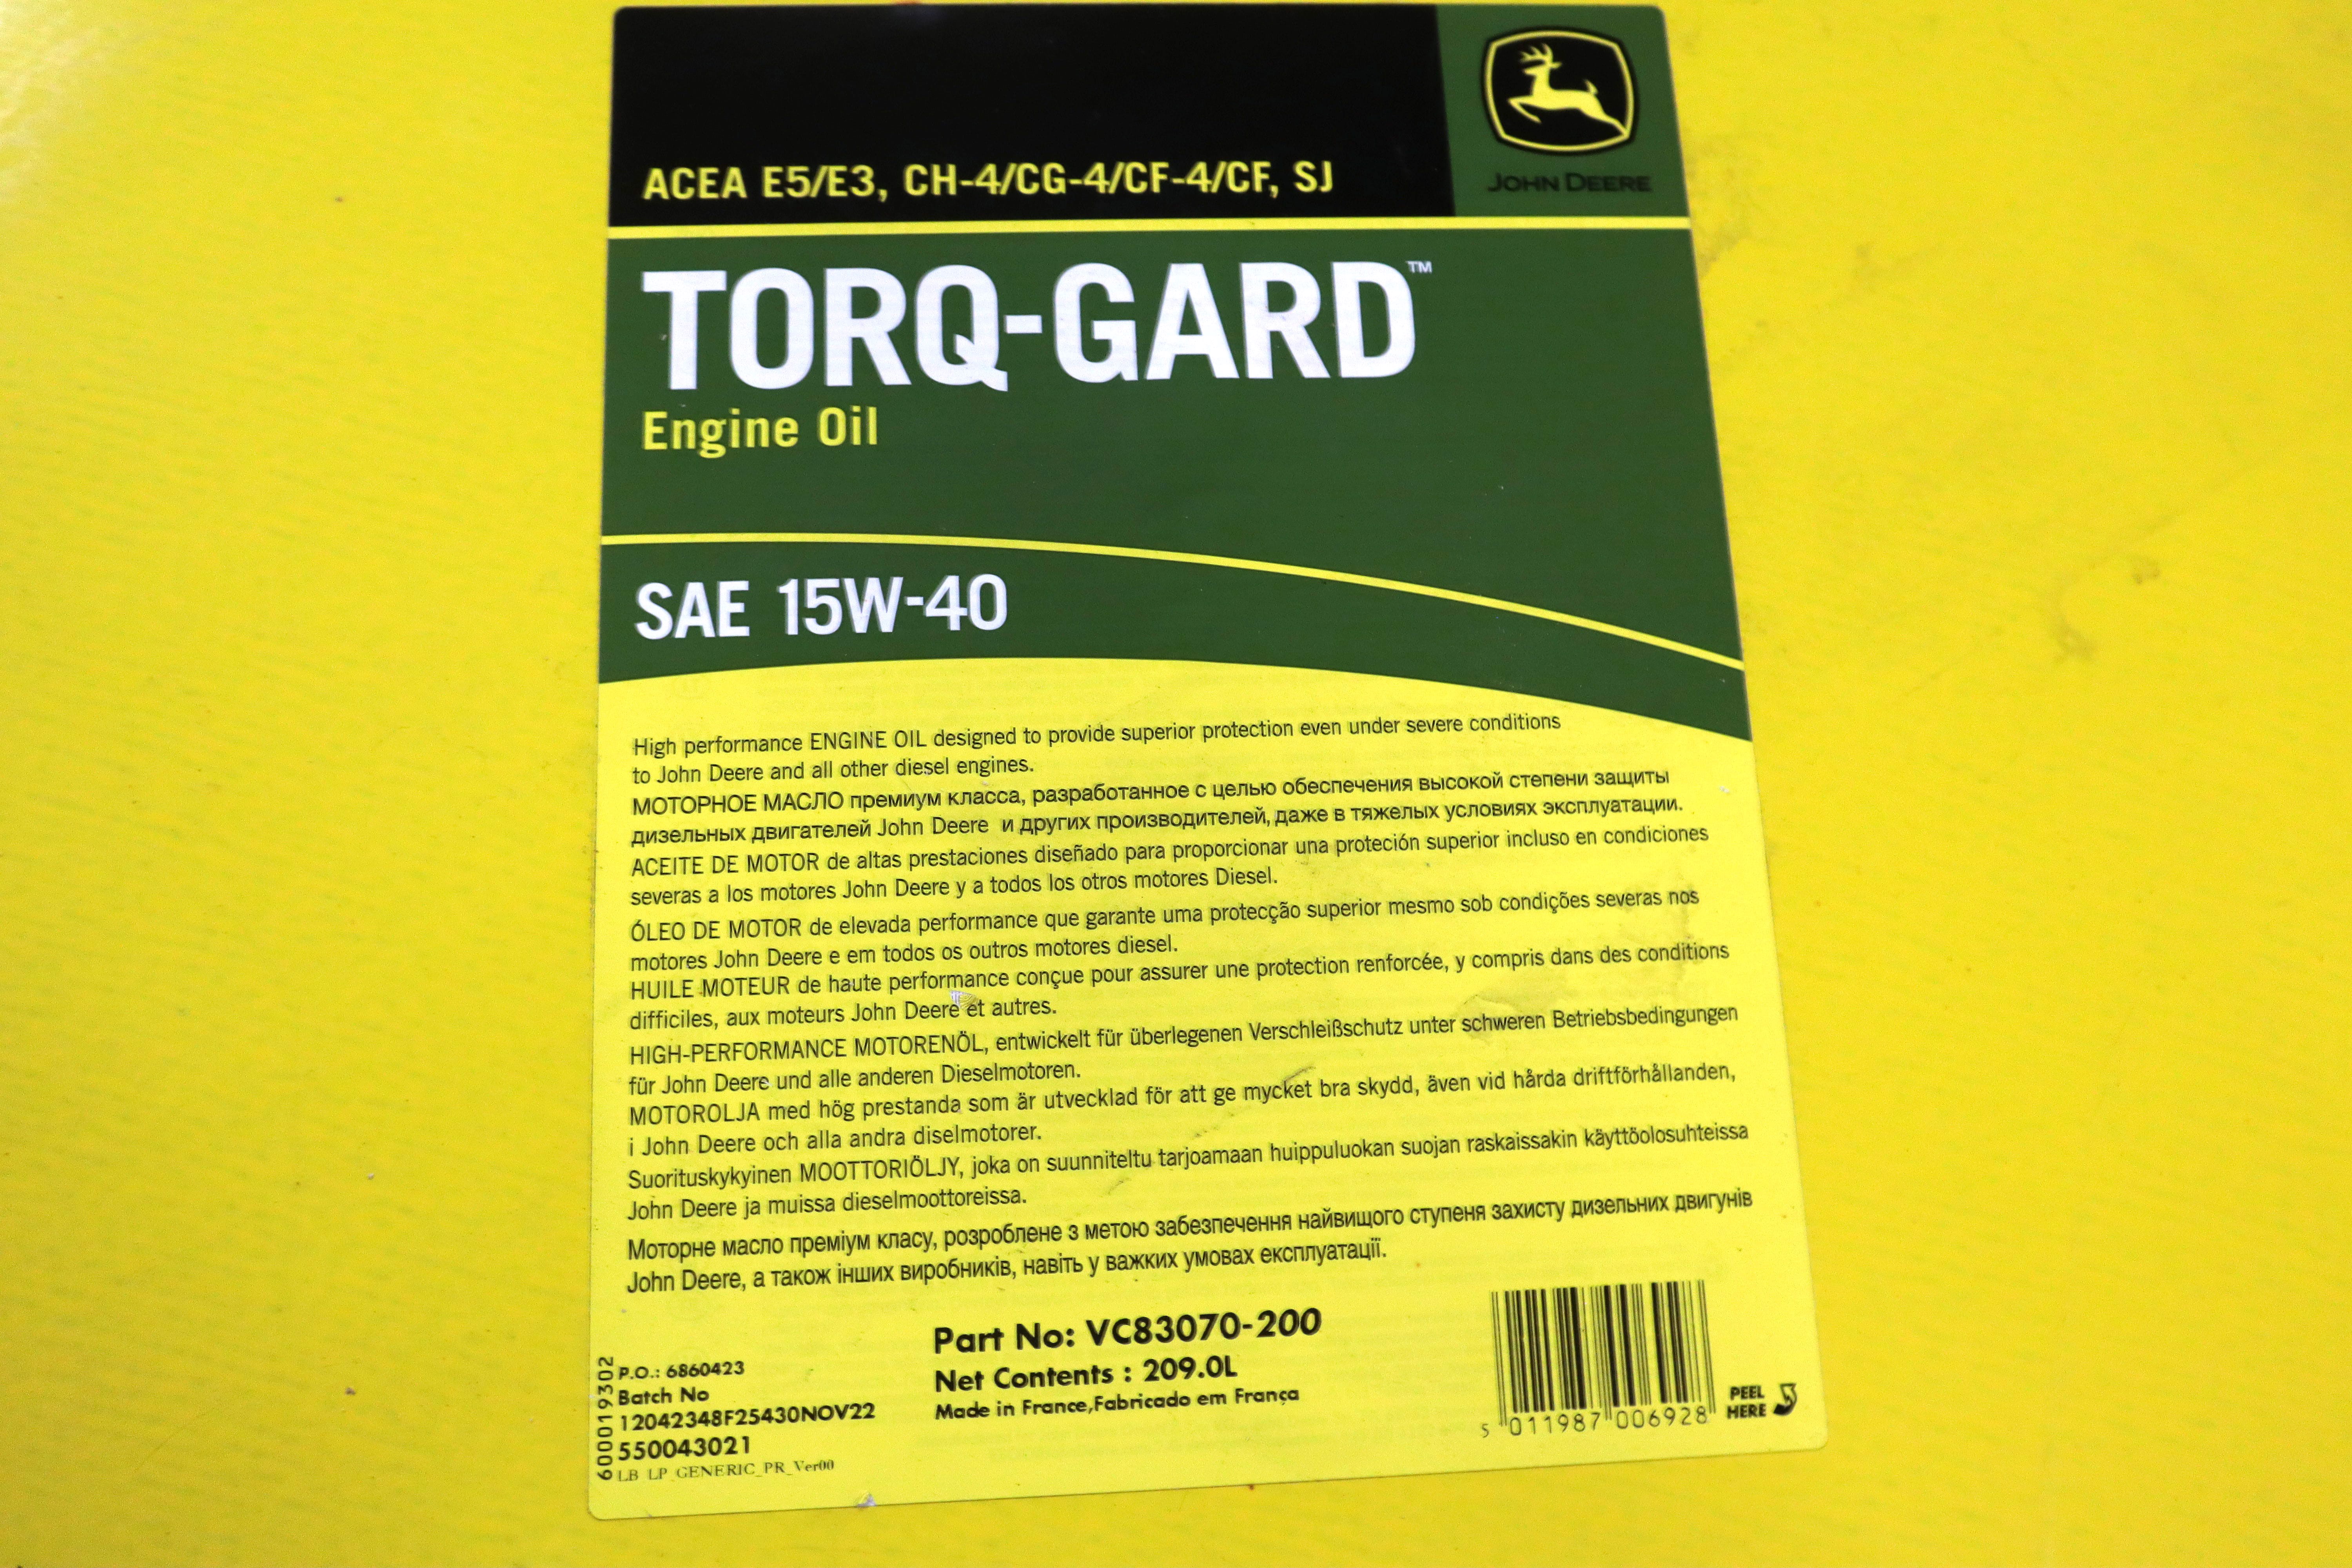 JOHN DEERE
ACEA E5/E3, CH-4/CG-4/CF-4/CF, SJ
TORQ-GARD™
Engine Oil
SAE 15W-40
High performance ENGINE OIL designed to provide superior protection even under severe conditions
to John Deere and all other diesel engines.
МОТОРНОЕ МАСЛО премиум класса, разработанное с целью обеспечения высокой степени защиты
дизельных двигателей John Deere и других производителей, даже в тяжелых условиях эксплуатации.
ACEITE DE MOTOR de altas prestaciones diseñado para proporcionar una proteción superior incluso en condiciones
severas a los motores John Deere y a todos los otros motores Diesel.
ÓLEO DE MOTOR de elevada performance que garante uma protecção superior mesmo sob condições severas nos
motores John Deere e em todos os outros motores diesel.
HUILE MOTEUR de haute performance conçue pour assurer une protection renforcée, y compris dans des conditions
difficiles, aux moteurs John Deere et autres.
HIGH-PERFORMANCE MOTORENÖL, entwickelt für überlegenen Verschleißschutz unter schweren Betriebsbedingungen
für John Deere und alle anderen Dieselmotoren.
MOTOROLJA med hög prestanda som är utvecklad för att ge mycket bra skydd, även vid hårda driftförhållanden,
i John Deere och alla andra diselmotorer.
Suorituskykyinen MOOTTORIÖLJY, joka on suunniteltu tarjoamaan huippuluokan suojan raskaissakin käyttöolosuhteissa
John Deere ja muissa dieselmoottoreissa.
Моторне масло преміум класу, розроблене з метою забезпечення найвищого ступеня захисту дизельних двигунів
John Deere, а також інших виробників, навіть у важких умовах експлуатації.
Part No: VC83070-200
Net Contents : 209.0L
Made in France,Fabricado em França
P.O.: 6860423
Batch No
12042348F25430NOV22
550043021
LB LP_GENERIC_PR_Ver00
6000019302
5 011987 006928
PEEL
HERE